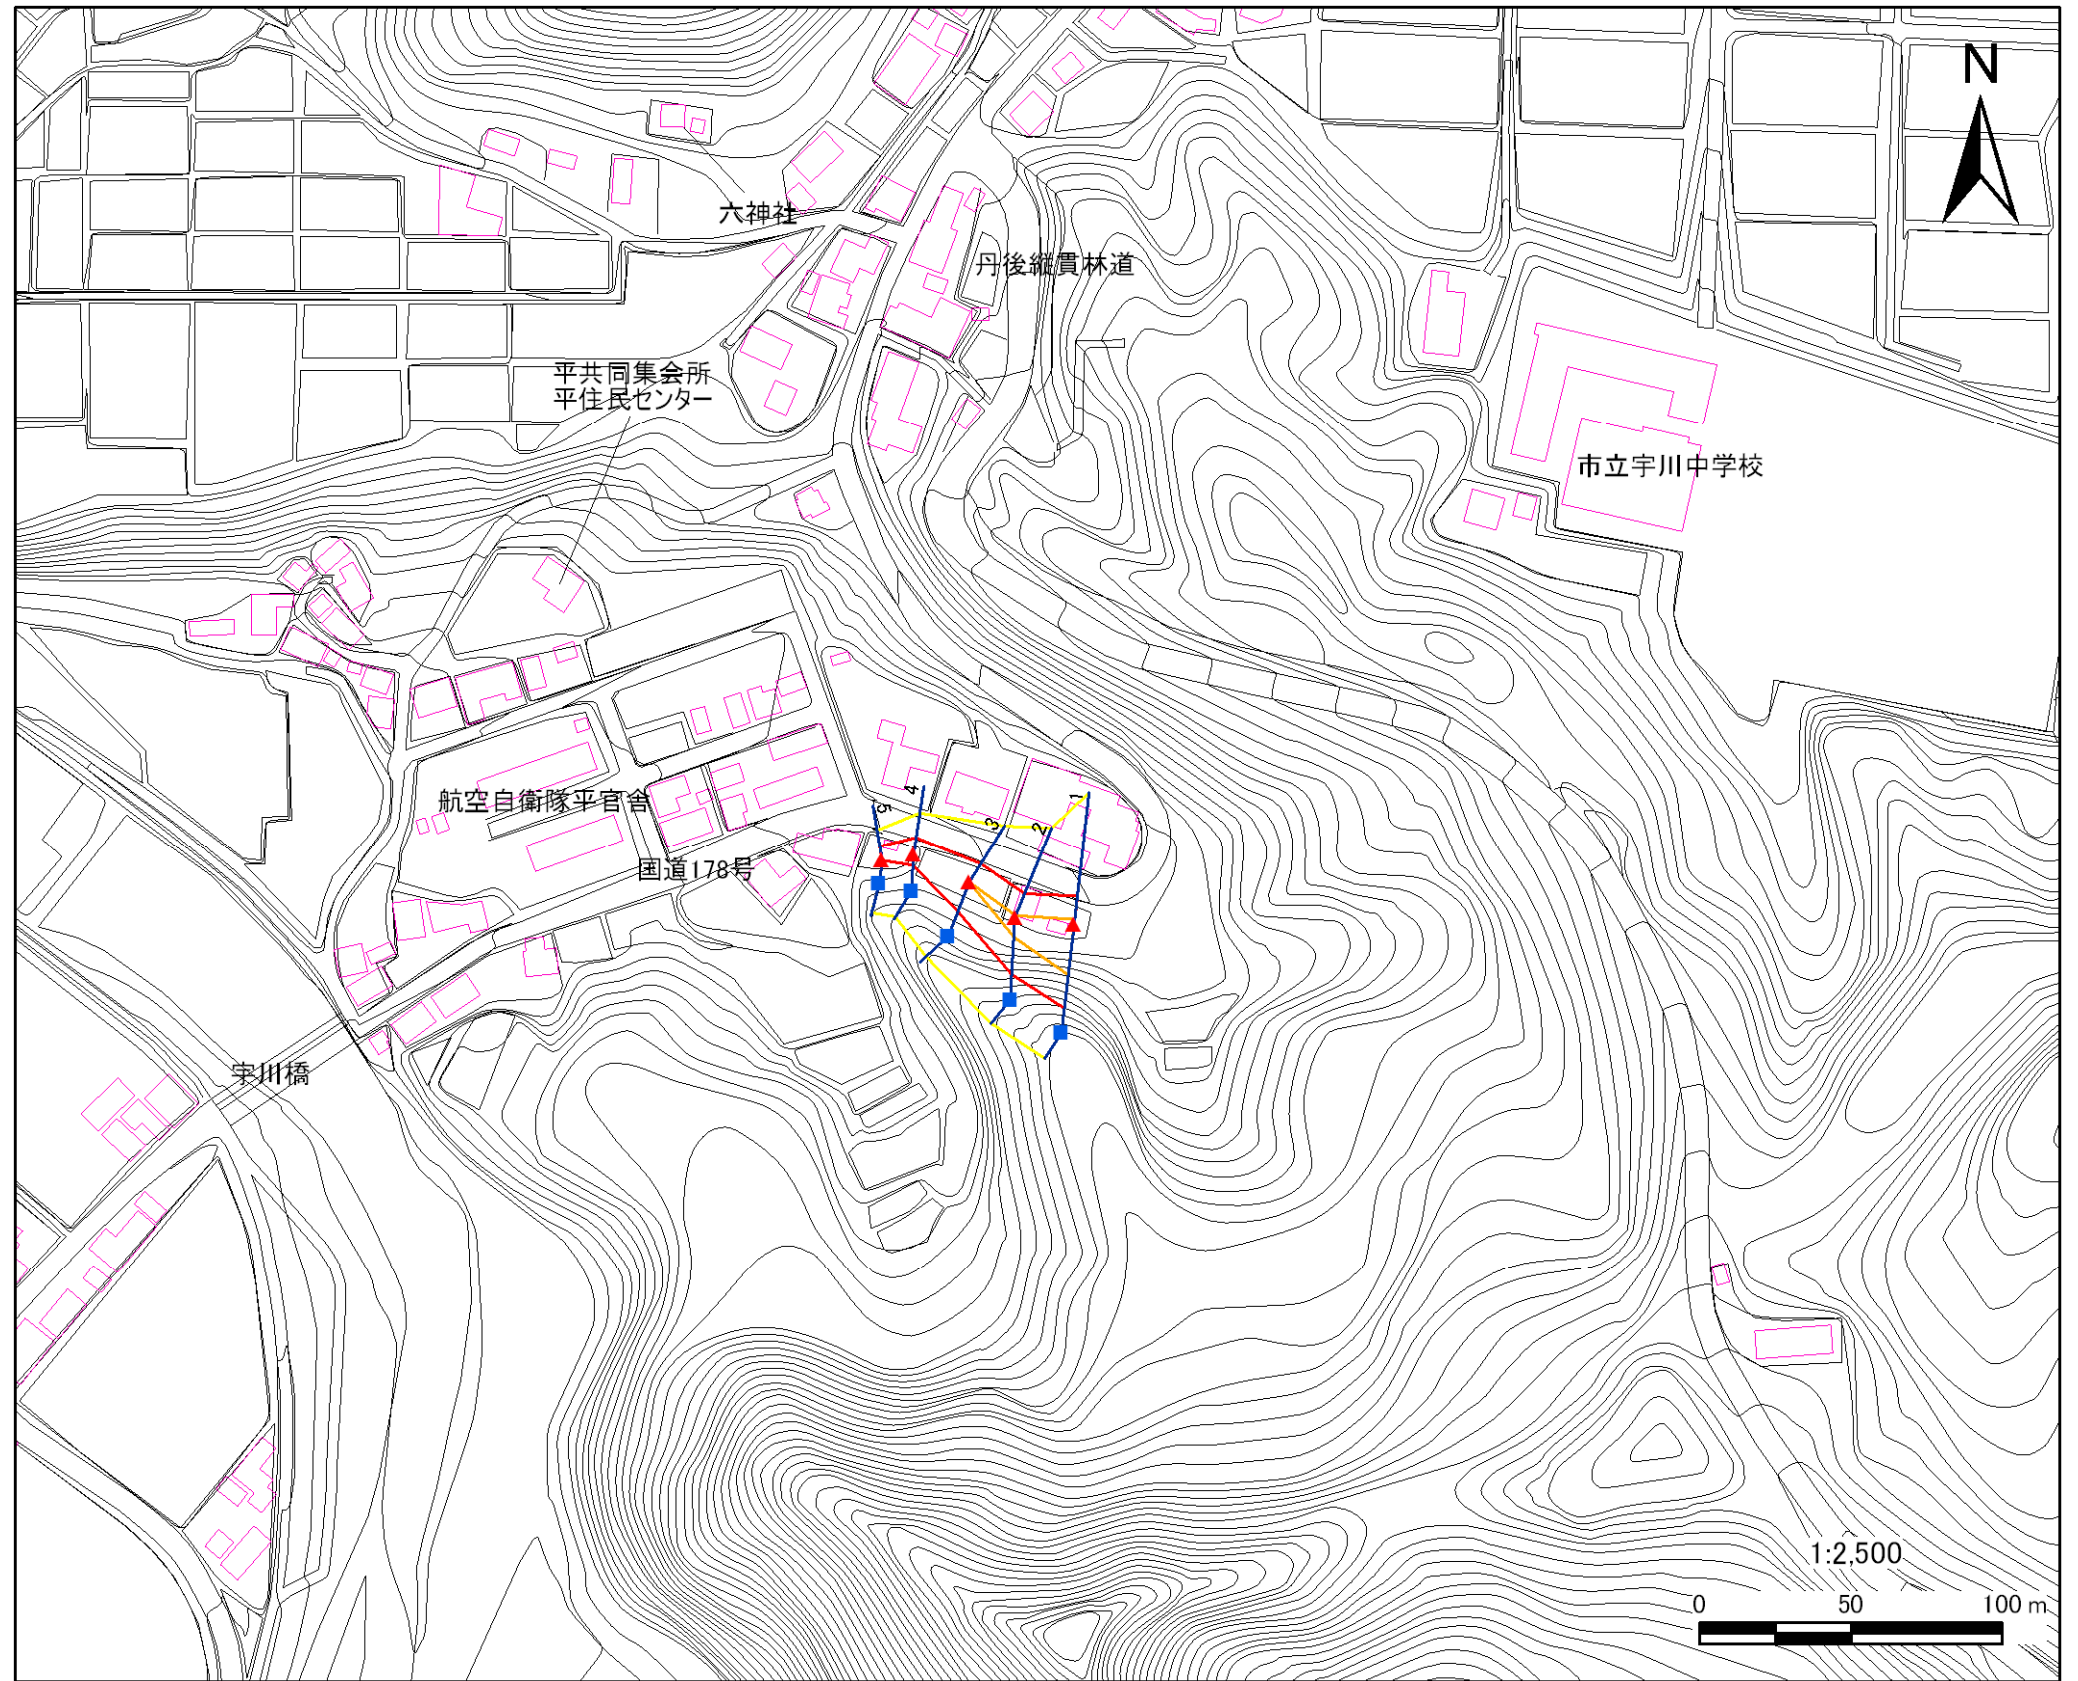 N
六神社
丹後縦貫林道
平共同集会所
平住民センター
市立宇川中学校
航空自衛隊平官舎
5
4
3
2
1
国道178号
宇川橋
1:2,500
0 50 100 m